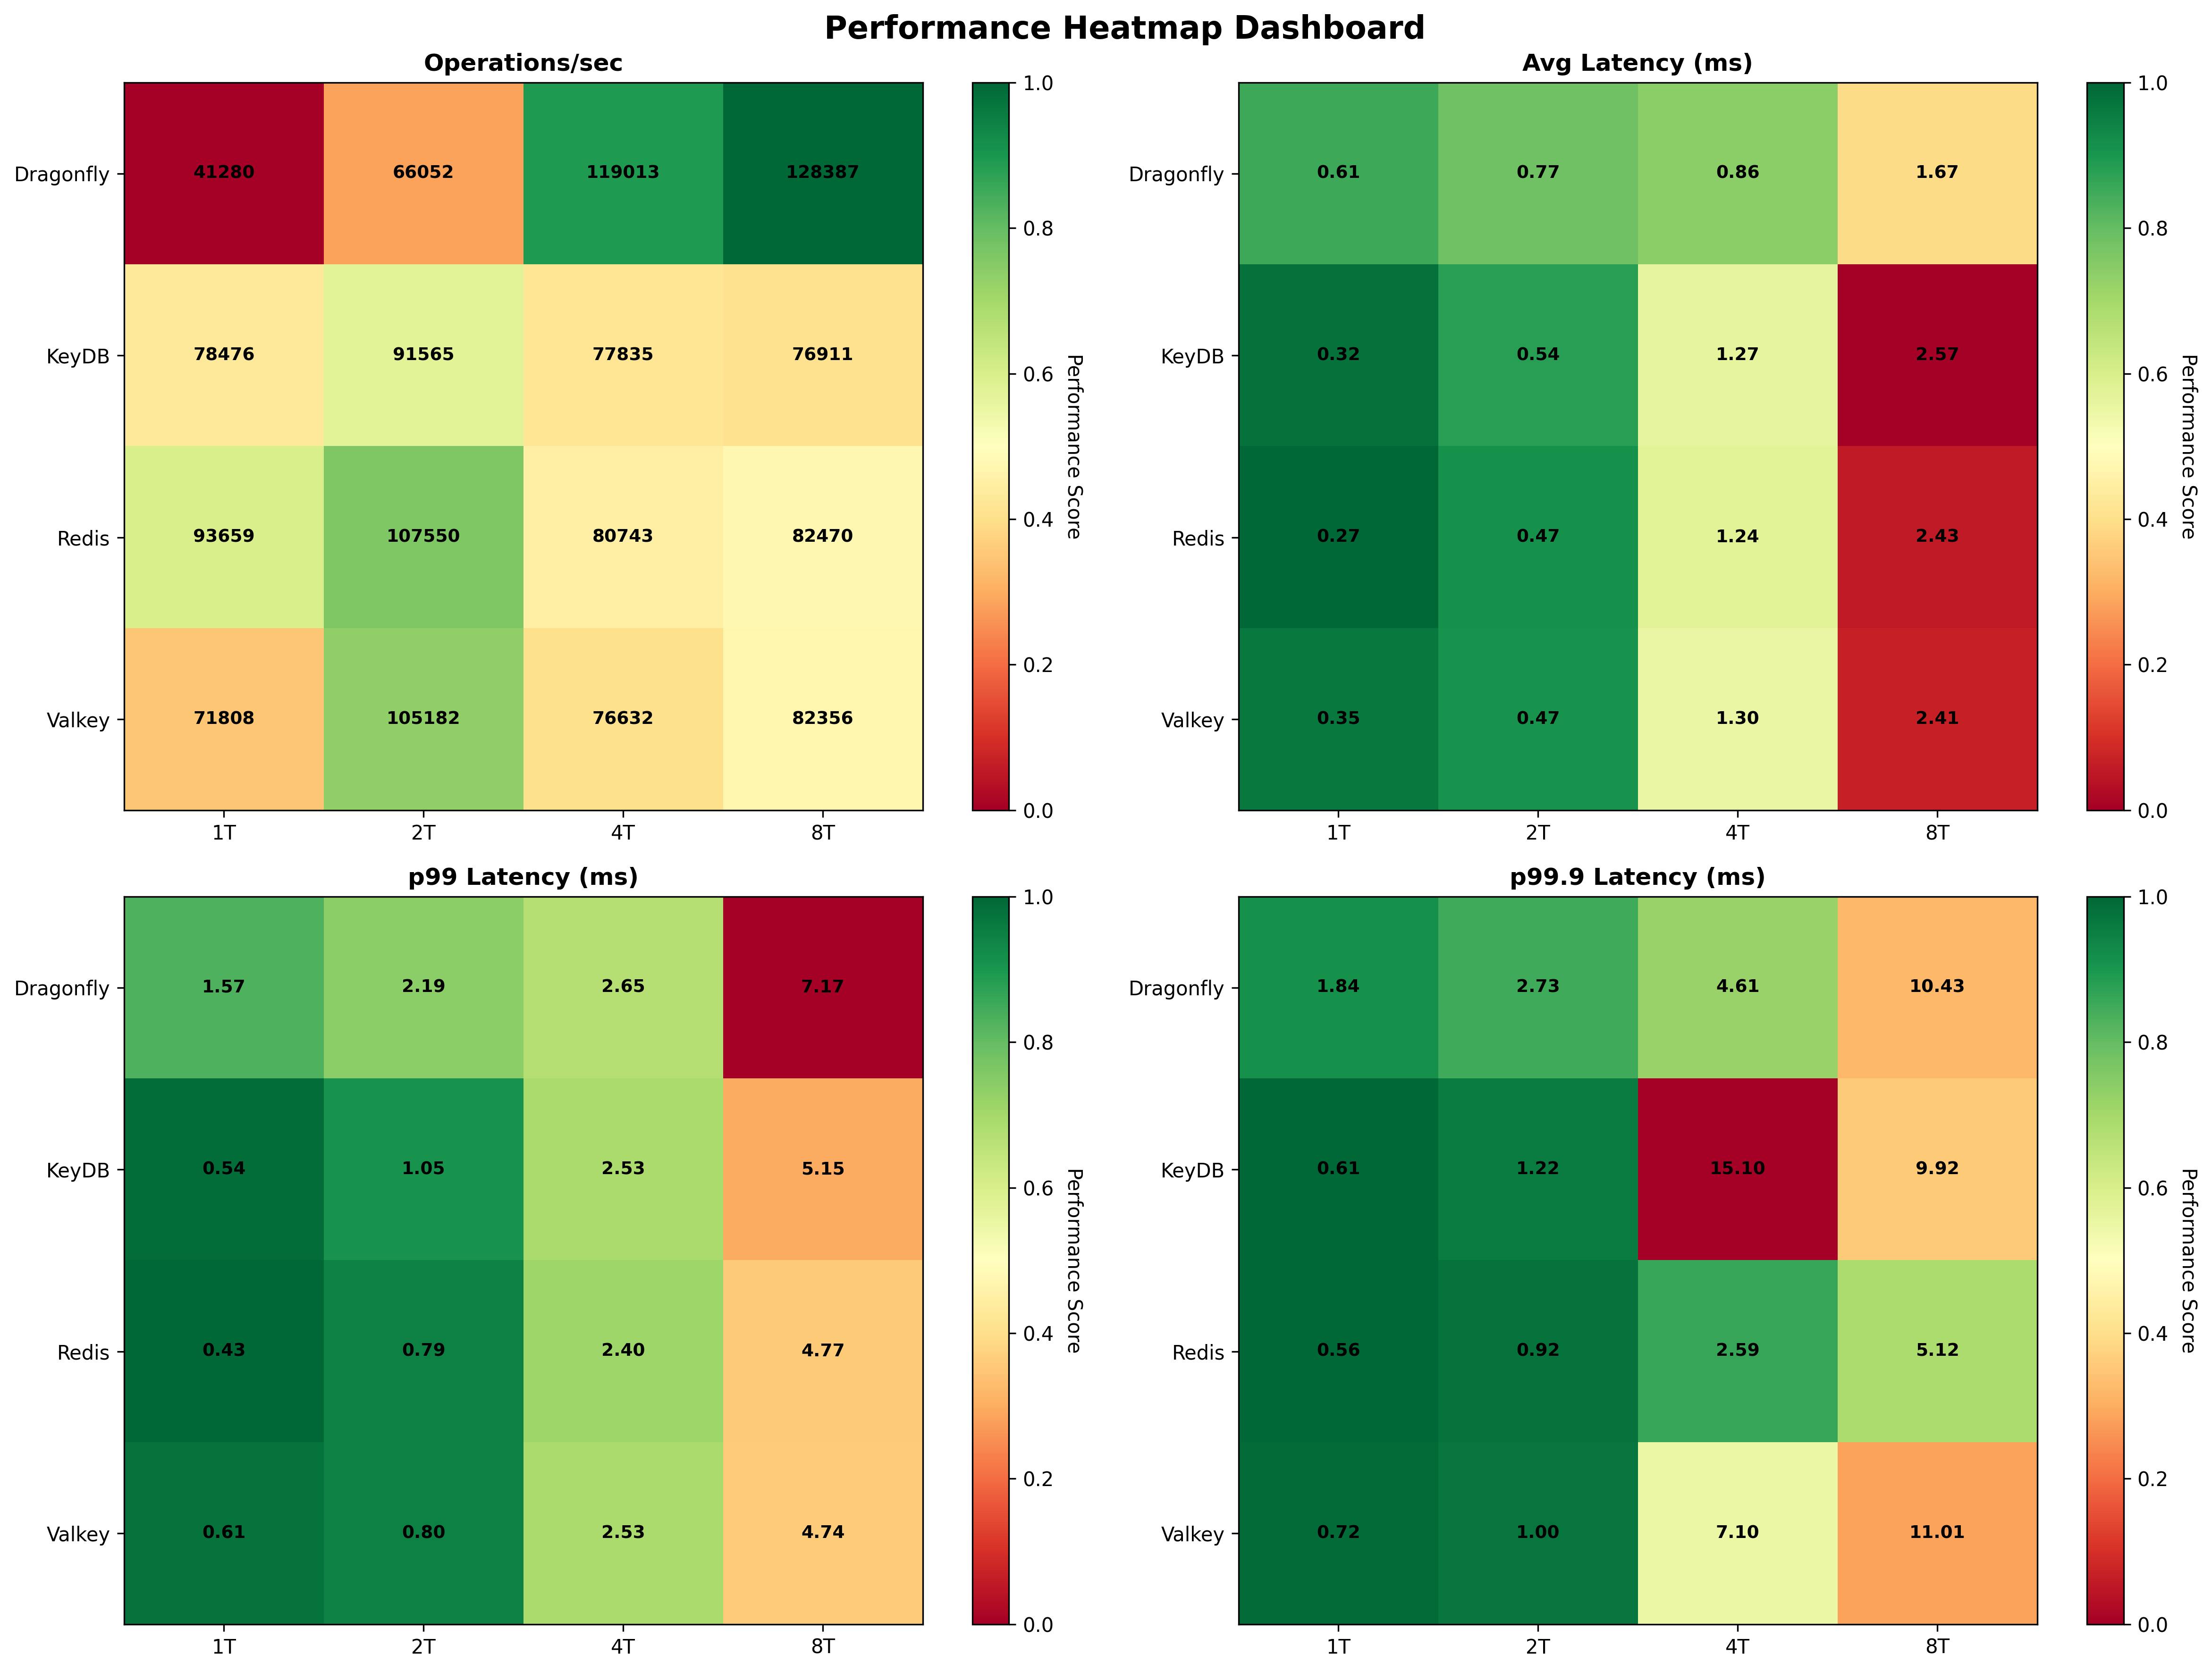 Performance Heatmap Dashboard
Operations/sec
Dragonfly 41280 66052 119013 128387
KeyDB 78476 91565 77835 76911
Redis 93659 107550 80743 82470
Valkey 71808 105182 76632 82356
1T 2T 4T 8T
1.0
0.8
0.6
0.4
0.2
0.0
Performance Score
Avg Latency (ms)
Dragonfly 0.61 0.77 0.86 1.67
KeyDB 0.32 0.54 1.27 2.57
Redis 0.27 0.47 1.24 2.43
Valkey 0.35 0.47 1.30 2.41
1T 2T 4T 8T
1.0
0.8
0.6
0.4
0.2
0.0
Performance Score
p99 Latency (ms)
Dragonfly 1.57 2.19 2.65 7.17
KeyDB 0.54 1.05 2.53 5.15
Redis 0.43 0.79 2.40 4.77
Valkey 0.61 0.80 2.53 4.74
1T 2T 4T 8T
1.0
0.8
0.6
0.4
0.2
0.0
Performance Score
p99.9 Latency (ms)
Dragonfly 1.84 2.73 4.61 10.43
KeyDB 0.61 1.22 15.10 9.92
Redis 0.56 0.92 2.59 5.12
Valkey 0.72 1.00 7.10 11.01
1T 2T 4T 8T
1.0
0.8
0.6
0.4
0.2
0.0
Performance Score